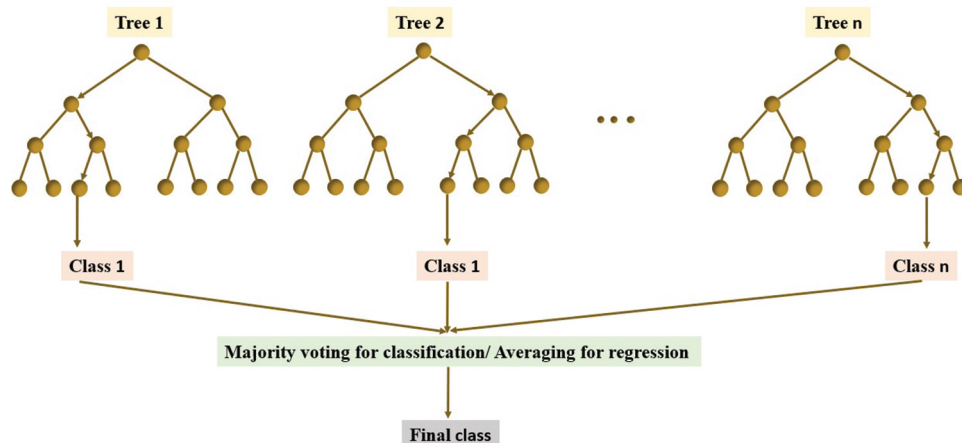 Tree 1
Tree 2
Tree n
Class 1
Class 1
Class n
Majority voting for classification/ Averaging for regression
Final class